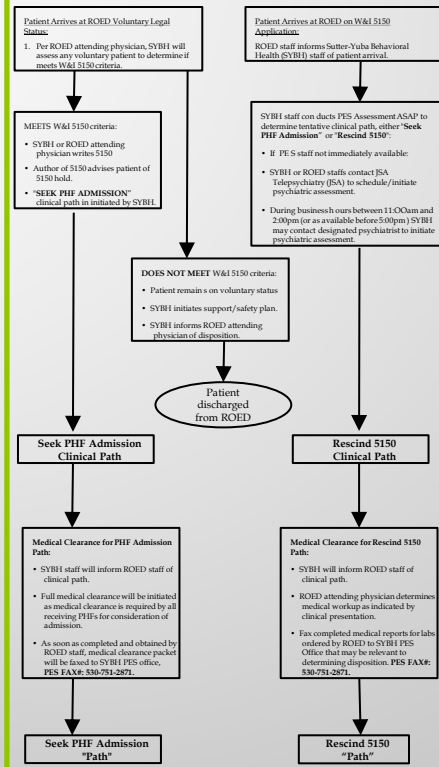 Patient Arrives at ROED Voluntary Legal
Status:
1. Per ROED attending physician, SYBH will
assess any voluntary patient to determine if
meets W&I 5150 criteria.
Patient Arrives at ROED on W&I 5150
Application:
ROED staff informs Sutter-Yuba Behavioral
Health (SYBH) staff of patient arrival.
MEETS W&I 5150 criteria:
• SYBH or ROED attending
physician writes 5150
• Author of 5150 advises patient of
5150 hold.
• "SEEK PHF ADMISSION"
clinical path in initiated by SYBH.
SYBH staff con ducts PES Assessment ASAP to
determine tentative clinical path, either "Seek
PHF Admission" or "Rescind 5150":
• If PE S staff not immediately available:
• SYBH or ROED staffs contact JSA
Telepsychiatry (JSA) to schedule/initiate
psychiatric assessment.
• During business h ours between 11:OOam and
2:00pm (or as available before 5:00pm ) SYBH
may contact designated psychiatrist to initiate
psychiatric assessment.
DOES NOT MEET W&I 5150 criteria:
• Patient remain s on voluntary status
• SYBH initiates support/safety plan.
• SYBH informs ROED attending
physician of disposition.
Patient
discharged
from ROED
Seek PHF Admission
Clinical Path
Rescind 5150
Clinical Path
Medical Clearance for PHF Admission
Path:
• SYBH staff will inform ROED staff of
clinical path.
• Full medical clearance will be initiated
as medical clearance is required by all
receiving PHFs for consideration of
admission.
• As soon as completed and obtained by
ROED staff, medical clearance packet
will be faxed to SYBH PES office,
PES FAX#: 530-751-2871.
Medical Clearance for Rescind 5150
Path:
• SYBH will inform ROED staff of
clinical path.
• ROED attending physician determines
medical workup as indicated by
clinical presentation.
• Fax completed medical reports for labs
ordered by ROED to SYBH PES
Office that may be relevant to
determining disposition. PES FAX#:
530-751-2871.
Seek PHF Admission
"Path"
Rescind 5150
“Path”